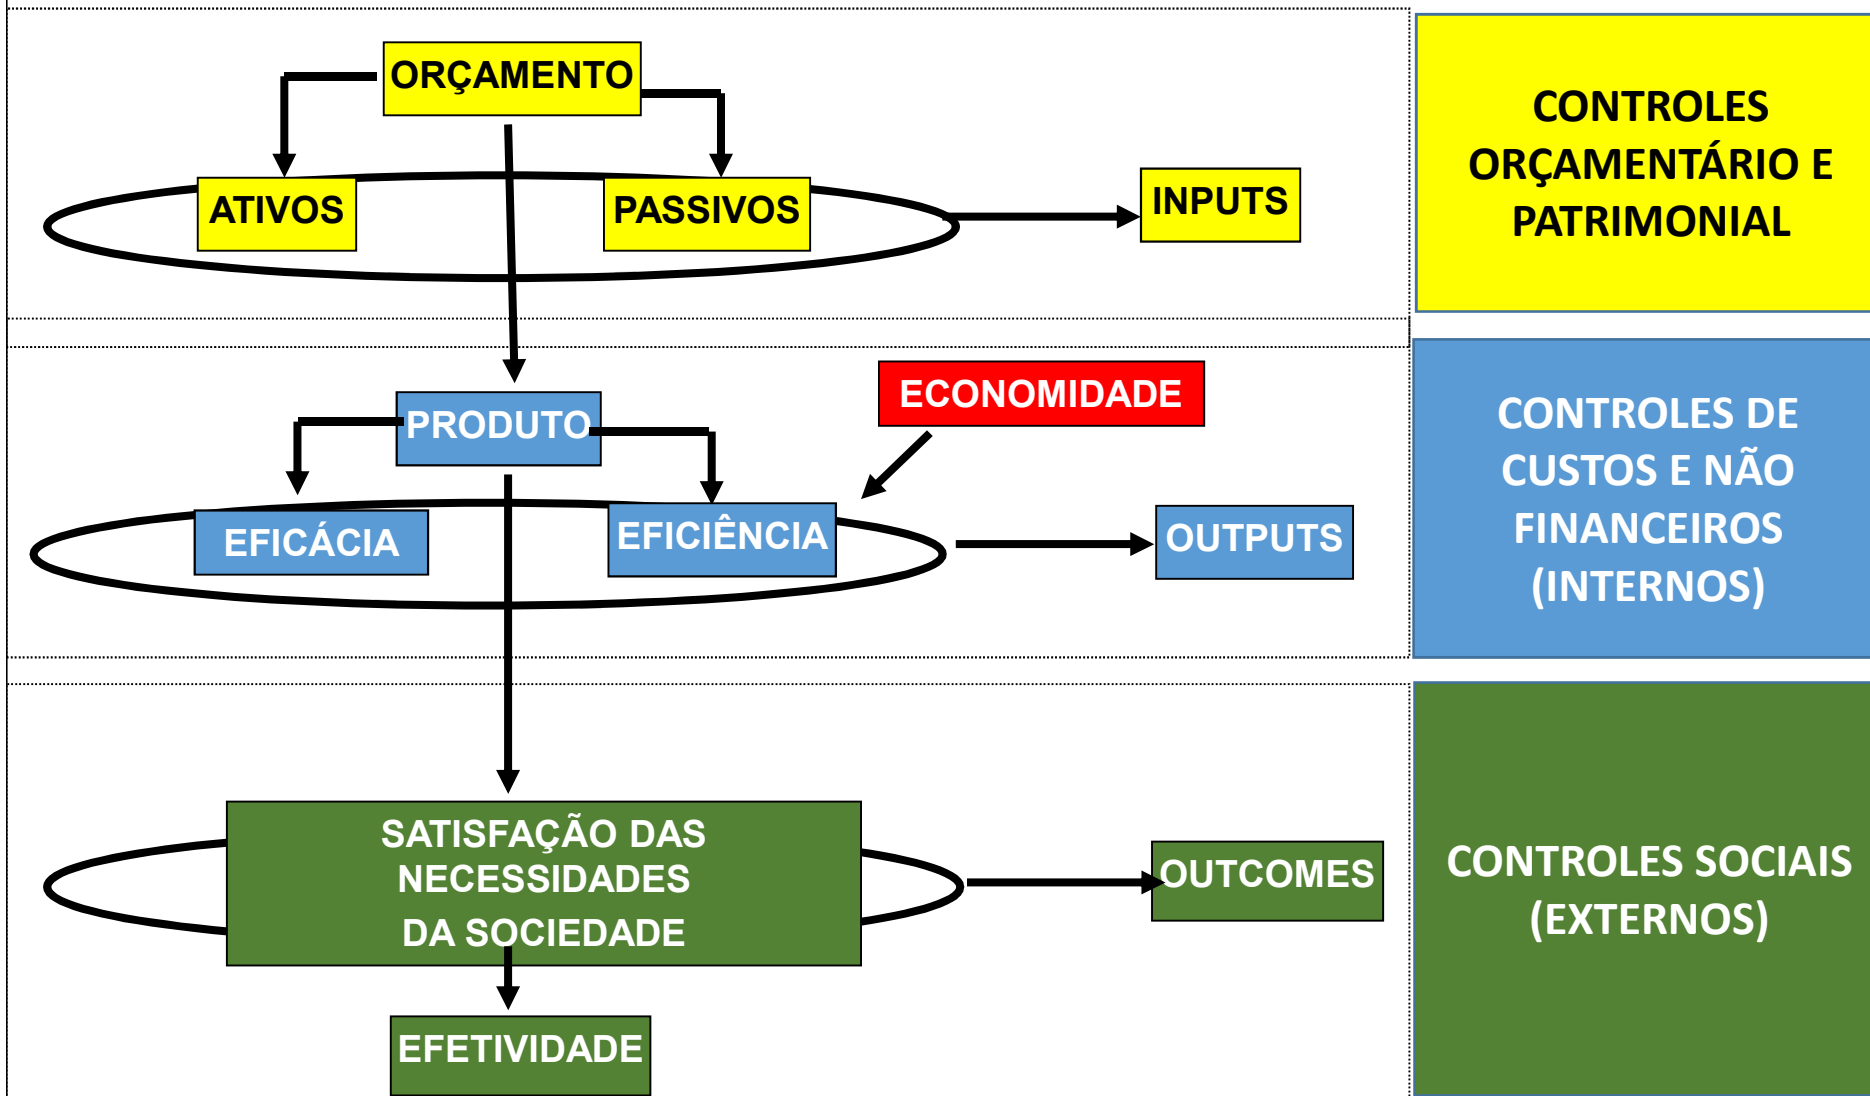 ORÇAMENTO
ATIVOS
PASSIVOS
INPUTS
CONTROLES
ORÇAMENTÁRIO E
PATRIMONIAL
PRODUTO
ECONOMIDADE
EFICÁCIA
EFICIÊNCIA
OUTPUTS
CONTROLES DE
CUSTOS E NÃO
FINANCEIROS
(INTERNOS)
SATISFAÇÃO DAS
NECESSIDADES
DA SOCIEDADE
OUTCOMES
EFETIVIDADE
CONTROLES SOCIAIS
(EXTERNOS)